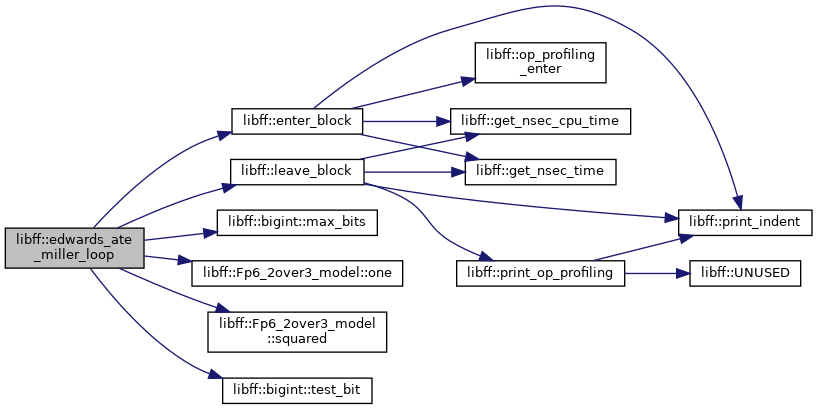 libff::edwards_ate
_miller_loop
libff::enter_block
libff::leave_block
libff::bigint::max_bits
libff::Fp6_2over3_model::one
libff::Fp6_2over3_model
::squared
libff::bigint::test_bit
libff::op_profiling
_enter
libff::get_nsec_cpu_time
libff::get_nsec_time
libff::print_op_profiling
libff::print_indent
libff::UNUSED